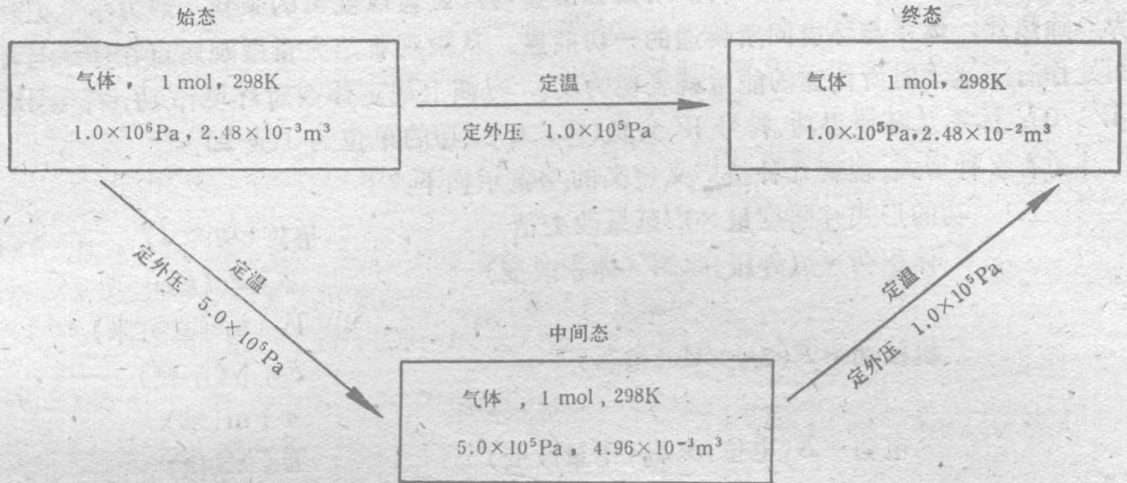 始态
气体 , 1 mol, 298K
1.0×10⁶Pa, 2.48×10⁻³m³
定温
定外压 1.0×10⁵Pa
终态
气体 1 mol, 298K
1.0×10⁵Pa,2.48×10⁻²m³
定温
定外压 5.0×10⁵Pa
定温
定外压 1.0×10⁵Pa
中间态
气体 , 1 mol, 298K
5.0×10⁵Pa, 4.96×10⁻³m³